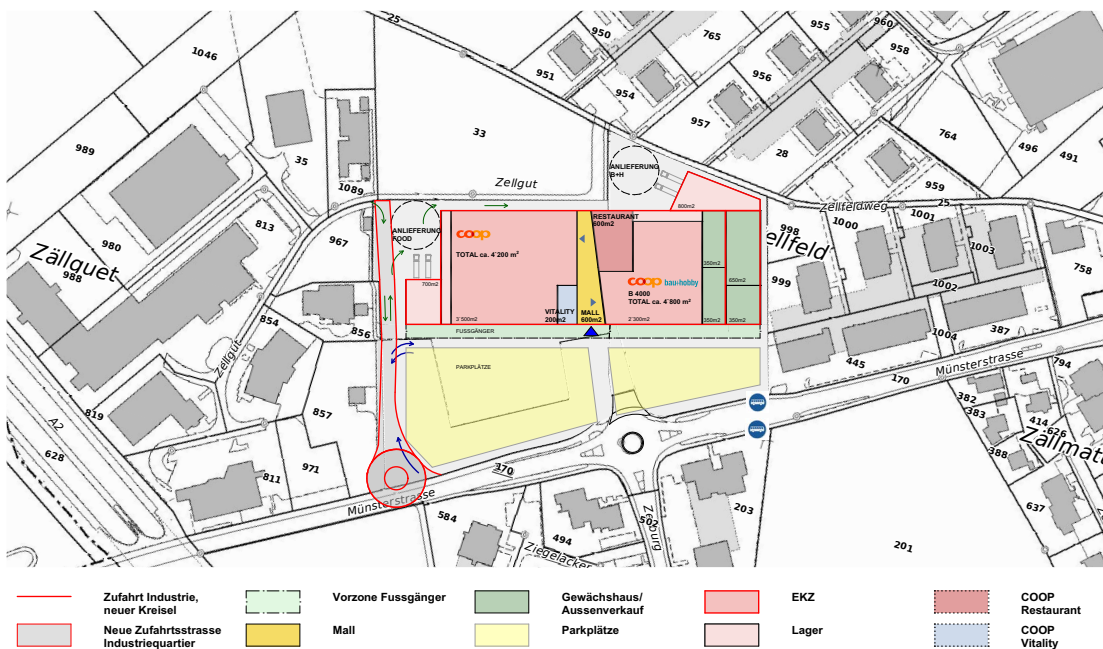 25
950
765
955
960
1046
958
951
956
954
33
957
764
989
35
28
496
491
ANLIEFERUNG
B+H
Zellgut
959
1089
600m2
25
Zellfeldweg
813
RESTAURANT
600m2
998
1000
1001
967
ANLIEFERUNG
FOOD
coop
ellfeld
1003
980
Zällguet
TOTAL ca. 4´200 m²
758
988
350m2
700m2
coop bau+hobby
650m2
999
1002
B 4000
TOTAL ca. 4´800 m²
854
3´500m2
VITALITY
200m2
MALL
600m2
2´300m2
350m2
350m2
856
FUSSGÄNGER
1004
387
Zellgut
445
Münsterstrasse
794
PARKPLÄTZE
170
382
819
857
383
414
626
A2
Zällmatt
628
388
971
170
811
Münsterstrasse
637
584
502
203
494
201
Ziegelacker
Zufahrt Industrie,
neuer Kreisel
Vorzone Fussgänger
Gewächshaus/
Aussenverkauf
EKZ
COOP
Restaurant
Neue Zufahrtsstrasse
Industriequartier
Mall
Parkplätze
Lager
COOP
Vitality